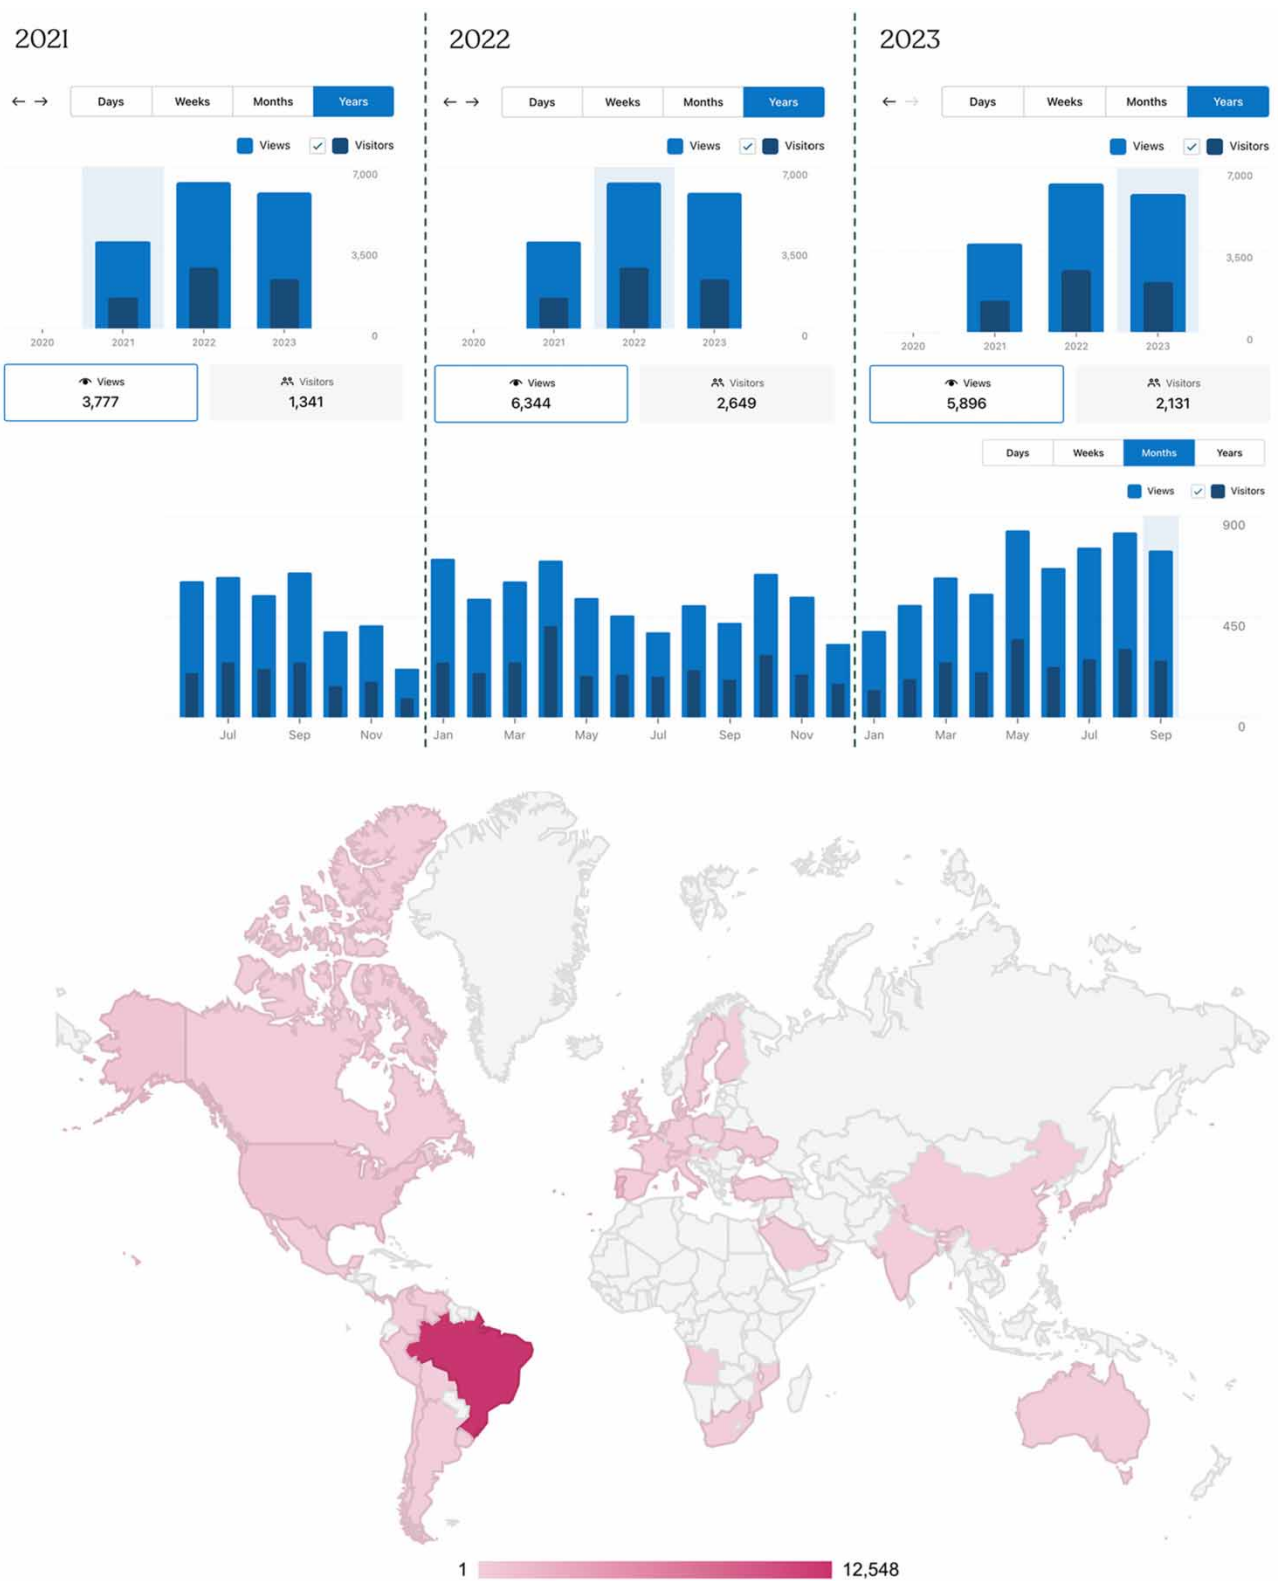 2021
2022
2023
← → Days Weeks Months Years
← → Days Weeks Months Years
← → Days Weeks Months Years
Views ✓ Visitors
Views ✓ Visitors
Views ✓ Visitors
7,000
3,500
0
2020 2021 2022 2023
7,000
3,500
0
2020 2021 2022 2023
7,000
3,500
0
2020 2021 2022 2023
Views
3,777
Visitors
1,341
Views
6,344
Visitors
2,649
Views
5,896
Visitors
2,131
Days Weeks Months Years
Views ✓ Visitors
900
450
0
Jul Sep Nov Jan Mar May Jul Sep Nov Jan Mar May Jul Sep
1 12,548